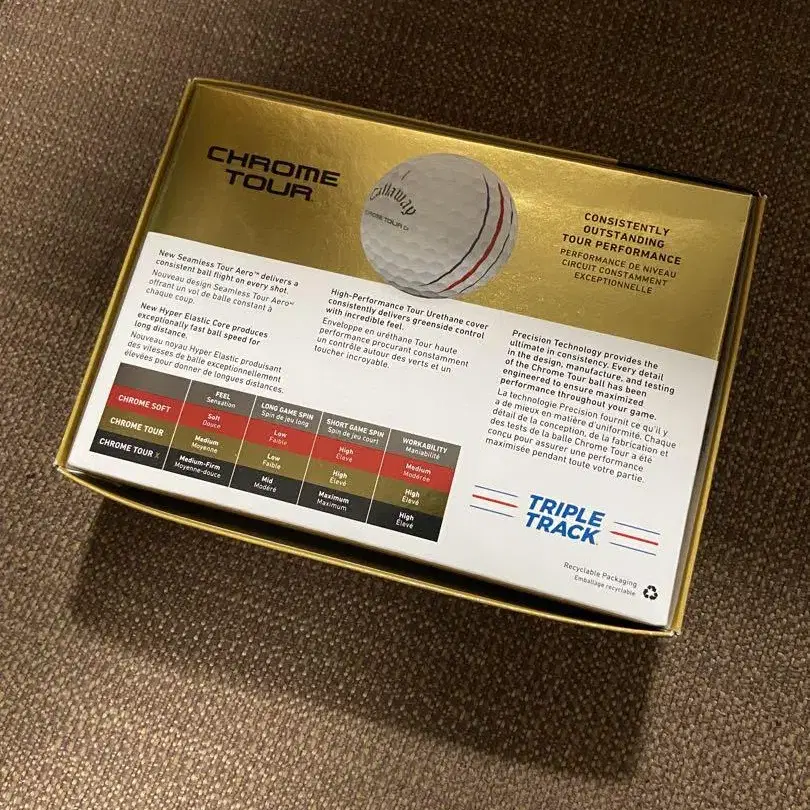 CHROME
TOUR
Callaway
CHROME TOUR
CONSISTENTLY
OUTSTANDING
TOUR PERFORMANCE
PERFORMANCE DE NIVEAU
CIRCUIT CONSTAMMENT
EXCEPTIONNELLE
New Seamless Tour Aero™ delivers a
consistent ball flight on every shot.
Nouveau design Seamless Tour Aero™
offrant un vol de balle constant à
chaque coup.
New Hyper Elastic Core produces
exceptionally fast ball speed for
long distance.
Nouveau noyau Hyper Elastic produisant
des vitesses de balle exceptionnellement
élevées pour donner de longues distances.
High-Performance Tour Urethane cover
consistently delivers greenside control
with incredible feel.
Enveloppe en uréthane Tour haute
performance procurant constamment
un contrôle autour des verts et un
toucher incroyable.
Precision Technology provides the
ultimate in consistency. Every detail
in the design, manufacture, and testing
of the Chrome Tour ball has been
engineered to ensure maximized
performance throughout your game.
La technologie Precision fournit ce qu'il y
a de mieux en matière d'uniformité. Chaque
détail de la conception, de la fabrication et
des tests de la balle Chrome Tour a été
conçu pour assurer une performance
maximisée pendant toute votre partie.
FEEL LONG GAME SPIN SHORT GAME SPIN WORKABILITY
Sensation Spin de jeu long Spin de jeu court Maniabilité
CHROME SOFT Soft Low High Medium
Douce Faible Élevé Modérée
CHROME TOUR Medium Low High High
Moyenne Faible Élevé Élevé
CHROME TOUR X Medium-Firm Mid Maximum High
Moyenne-douce Modéré Maximum Élevé
TRIPLE
TRACK
Recyclable Packaging
Emballage recyclable